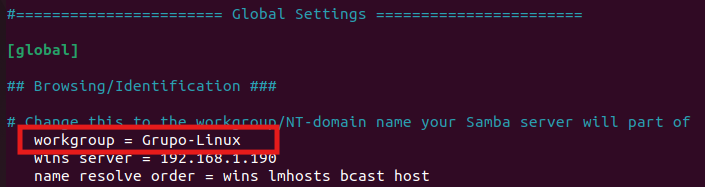 #======================= Global Settings =======================
[global]
## Browsing/Identification ###
# Change this to the workgroup/NT-domain name your Samba server will part of
workgroup = Grupo-Linux
wins server = 192.168.1.190
name resolve order = wins lmhosts bcast host